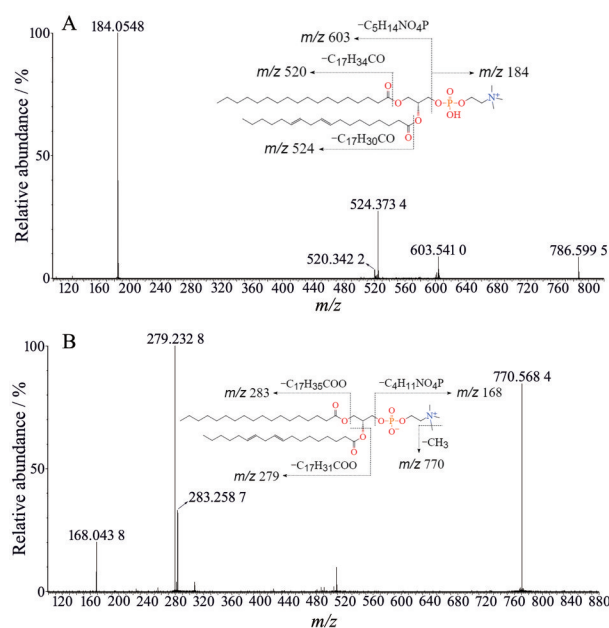 A
184.0548
100
−C5H14NO4P
m/z 603
−C17H34CO
m/z 520
m/z 184
O
O
O
O
P
O
N+
OH
O
O
−C17H30CO
m/z 524
50
524.373 4
520.342 2
603.541 0
786.599 5
0
Relative abundance / %
120 160 200 240 280 320 360 400 440 480 520 560 600 640 680 720 760 800
m/z
B
279.232 8
100
770.568 4
−C17H35COO
−C4H11NO4P
m/z 283
m/z 168
O
O
O
O
P
O
N+
O−
O
O
−CH3
−C17H31COO
m/z 279
m/z 770
50
283.258 7
168.043 8
0
Relative abundance / %
100 120 160 200 240 280 320 360 400 440 480 520 560 600 640 680 720 760 800 880
m/z